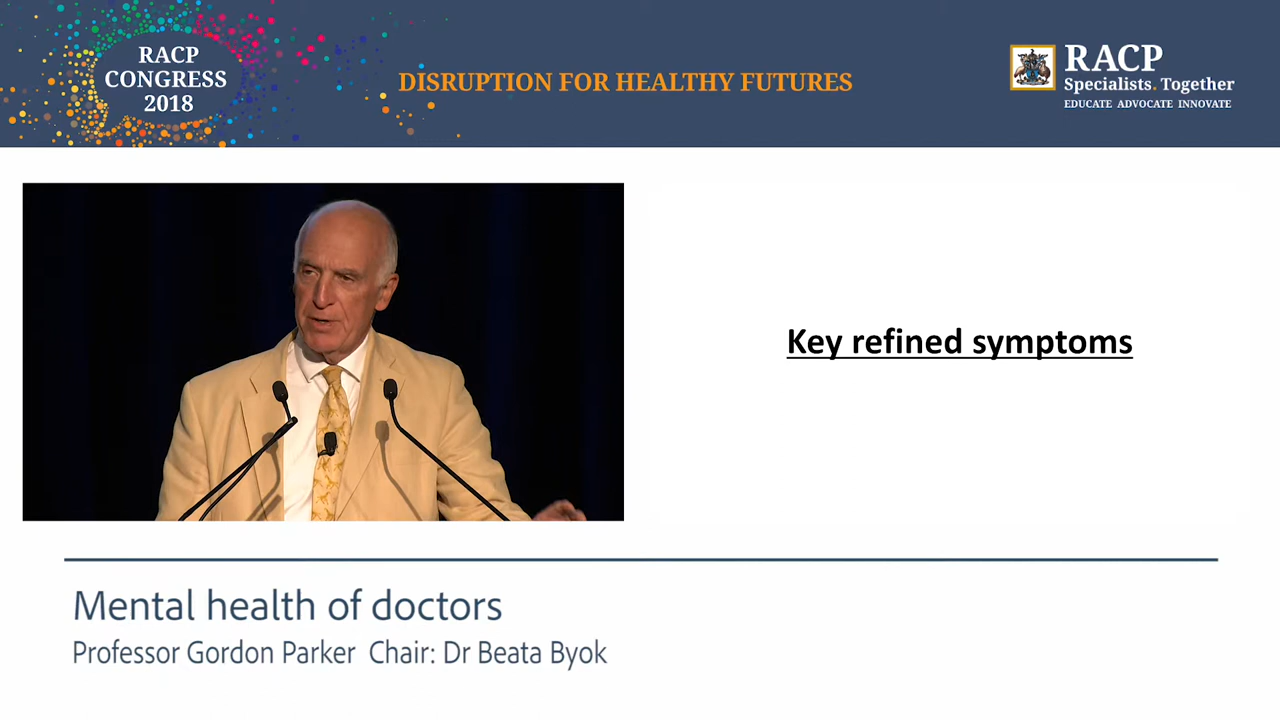 RACP
CONGRESS
2018
DISRUPTION FOR HEALTHY FUTURES
RACP
Specialists. Together
EDUCATE ADVOCATE INNOVATE
Key refined symptoms
Mental health of doctors
Professor Gordon Parker Chair: Dr Beata Byok